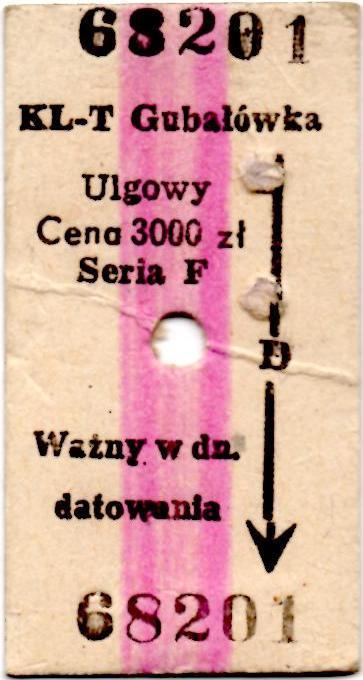 68201
KL-T Gubałówka
Ulgowy
Cena 3000 zł
Seria F
D
Ważny w dn.
datowania
68201